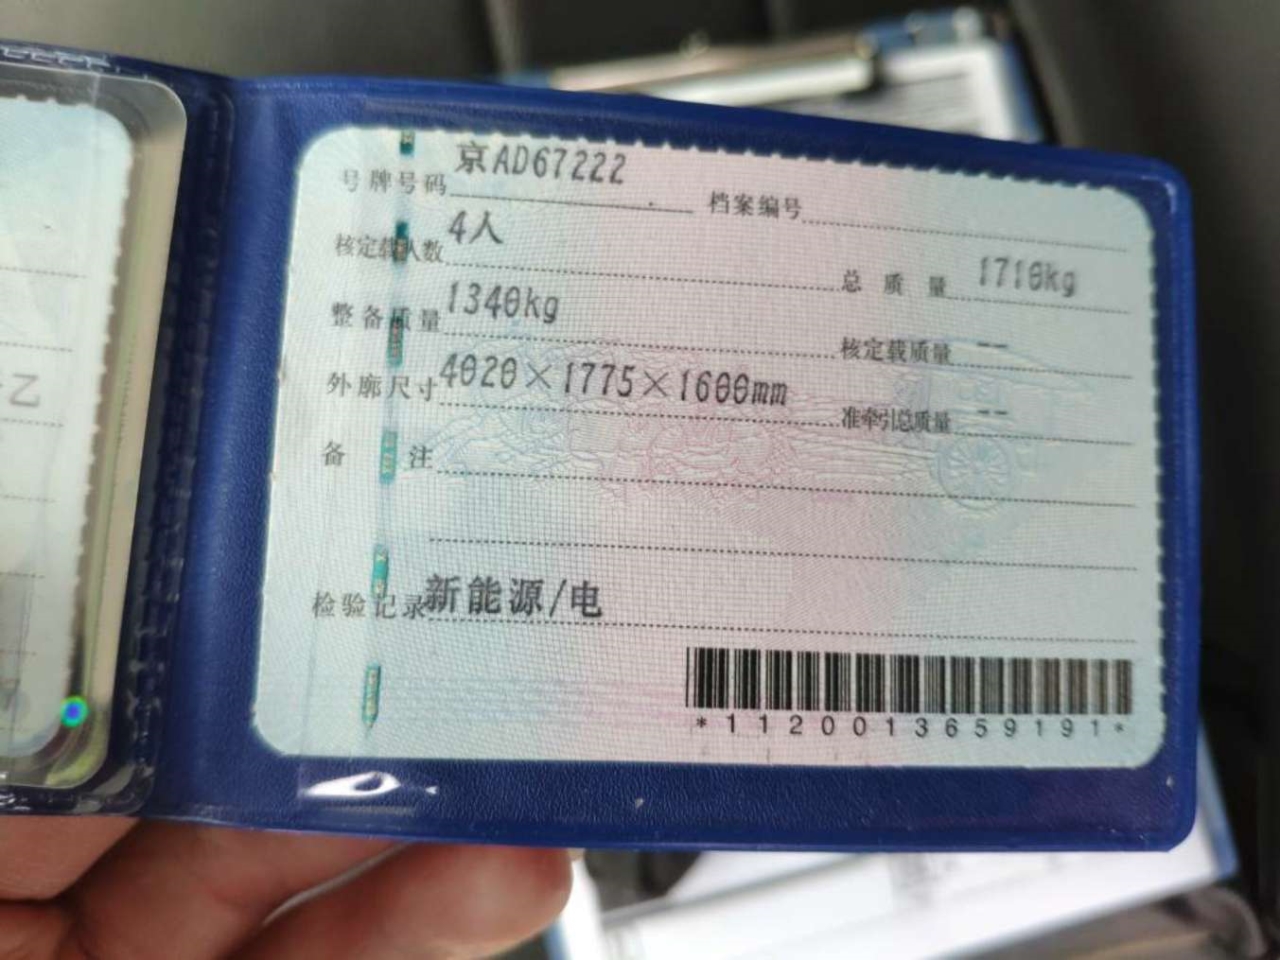 号牌号码 京AD67222 档案编号
核定载人数 4人 总质量 1710kg
整备质量 1340kg 核定载质量 --
外廓尺寸 4020×1775×1600mm 准牵引总质量 --
备注
检验记录 新能源/电
*1120013659191*